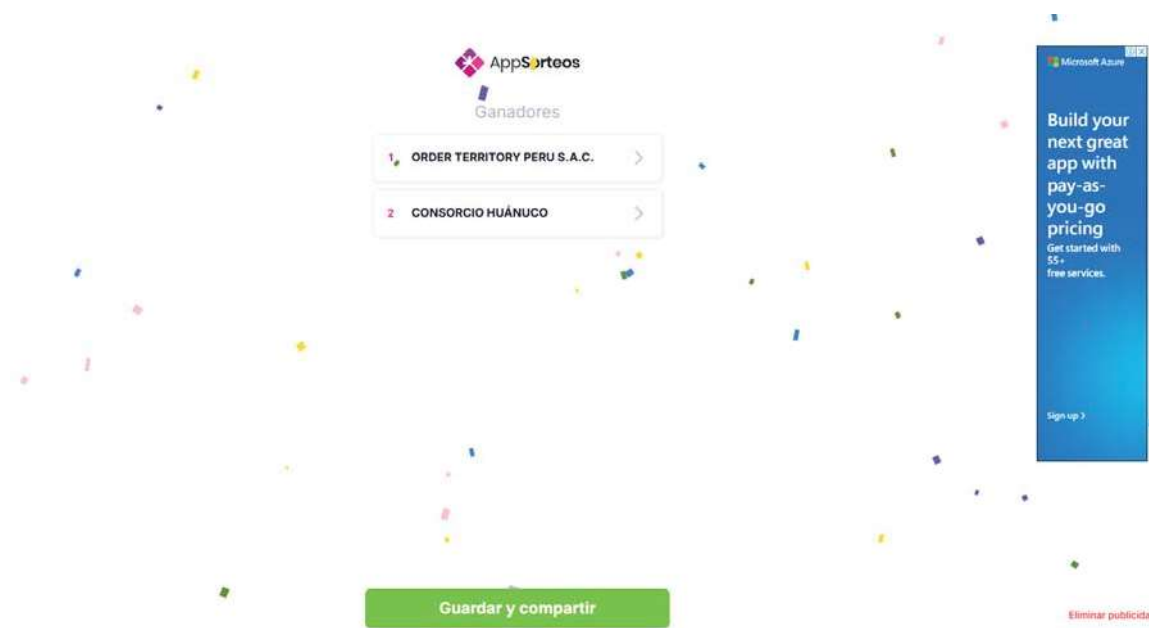 AppSorteos
Ganadores
1 ORDER TERRITORY PERU S.A.C.
2 CONSORCIO HUÁNUCO
Guardar y compartir
Microsoft Azure
Build your
next great
app with
pay-as-
you-go
pricing
Get started with
55+
free services.
Sign up >
Eliminar publicida